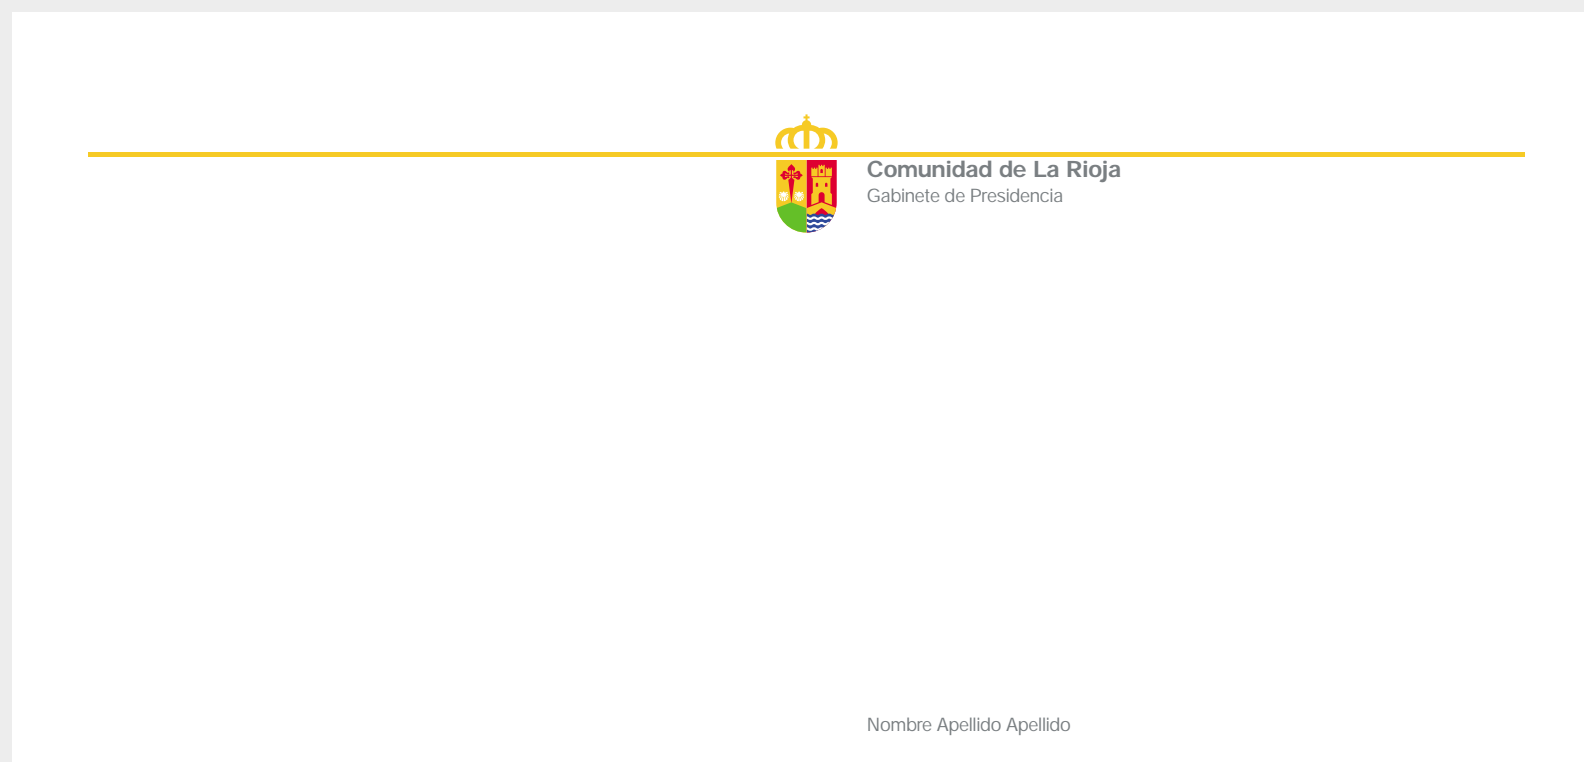 Comunidad de La Rioja
Gabinete de Presidencia
Nombre Apellido Apellido